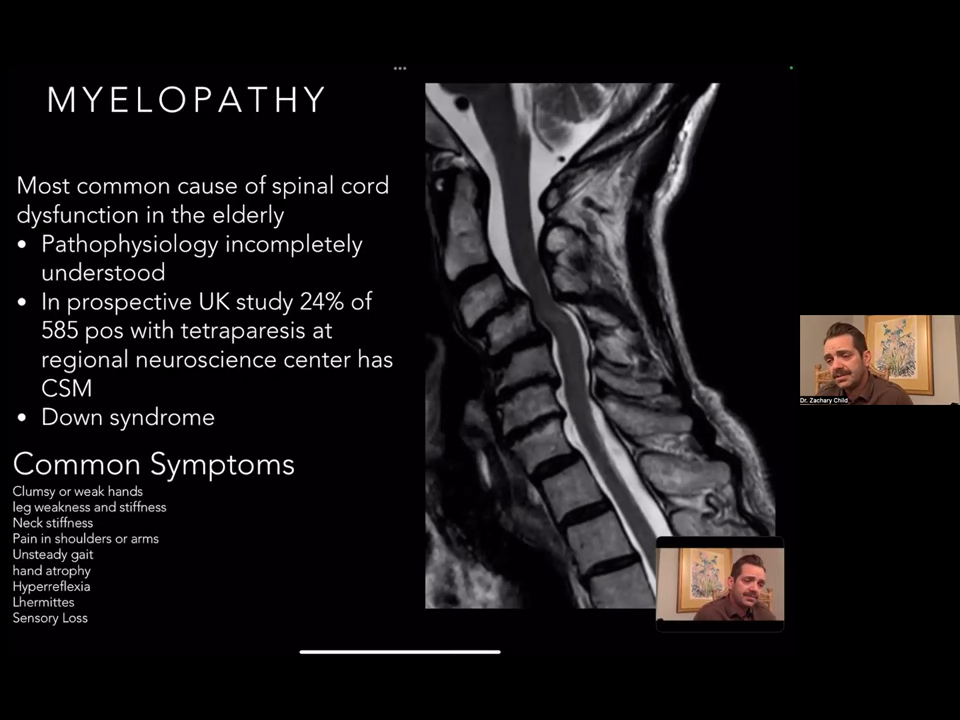 MYELOPATHY
Most common cause of spinal cord
dysfunction in the elderly
• Pathophysiology incompletely
understood
• In prospective UK study 24% of
585 pos with tetraparesis at
regional neuroscience center has
CSM
• Down syndrome
Common Symptoms
Clumsy or weak hands
leg weakness and stiffness
Neck stiffness
Pain in shoulders or arms
Unsteady gait
hand atrophy
Hyperreflexia
Lhermittes
Sensory Loss
Dr. Zachary Child